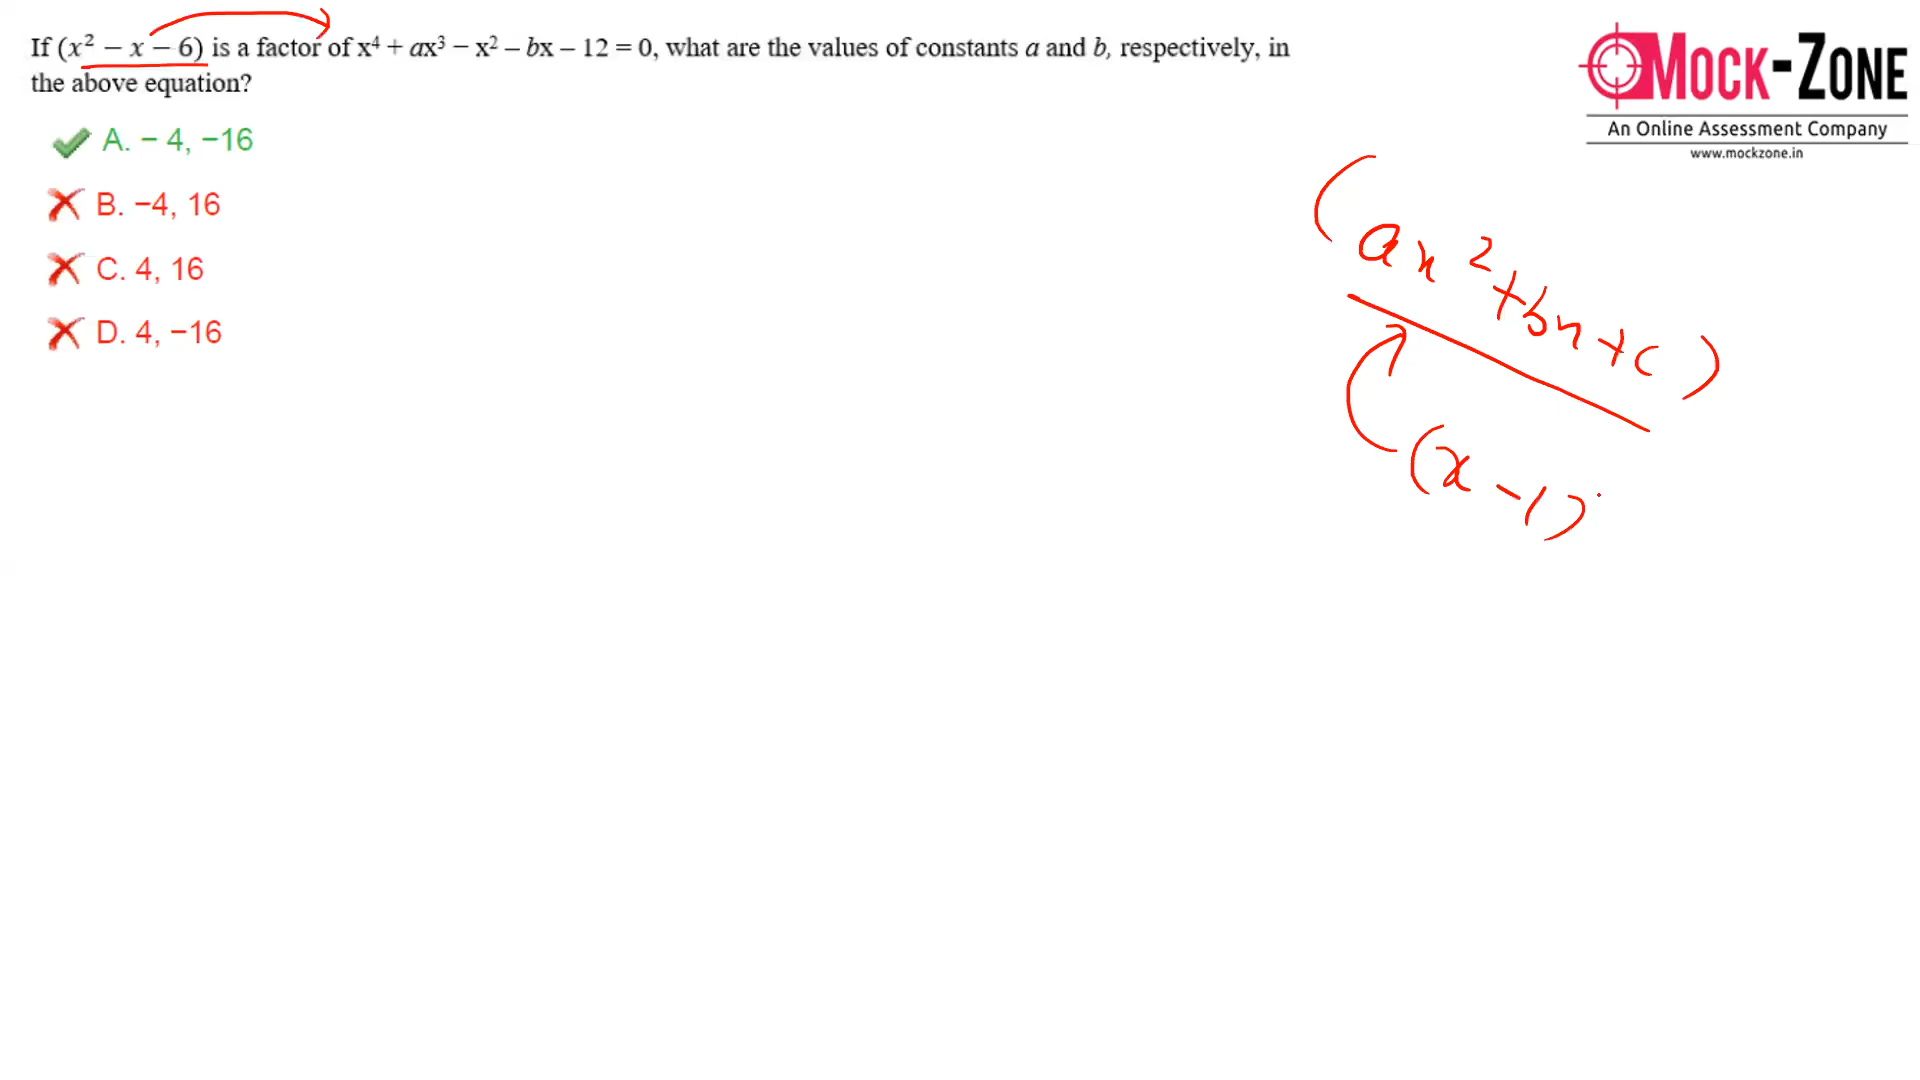 If (x² − x − 6) is a factor of x⁴ + ax³ − x² – bx – 12 = 0, what are the values of constants a and b, respectively, in
the above equation?
A. − 4, −16
B. −4, 16
C. 4, 16
D. 4, −16
MOCK-ZONE
An Online Assessment Company
www.mockzone.in
(ax²+bx+c)
(x-1)